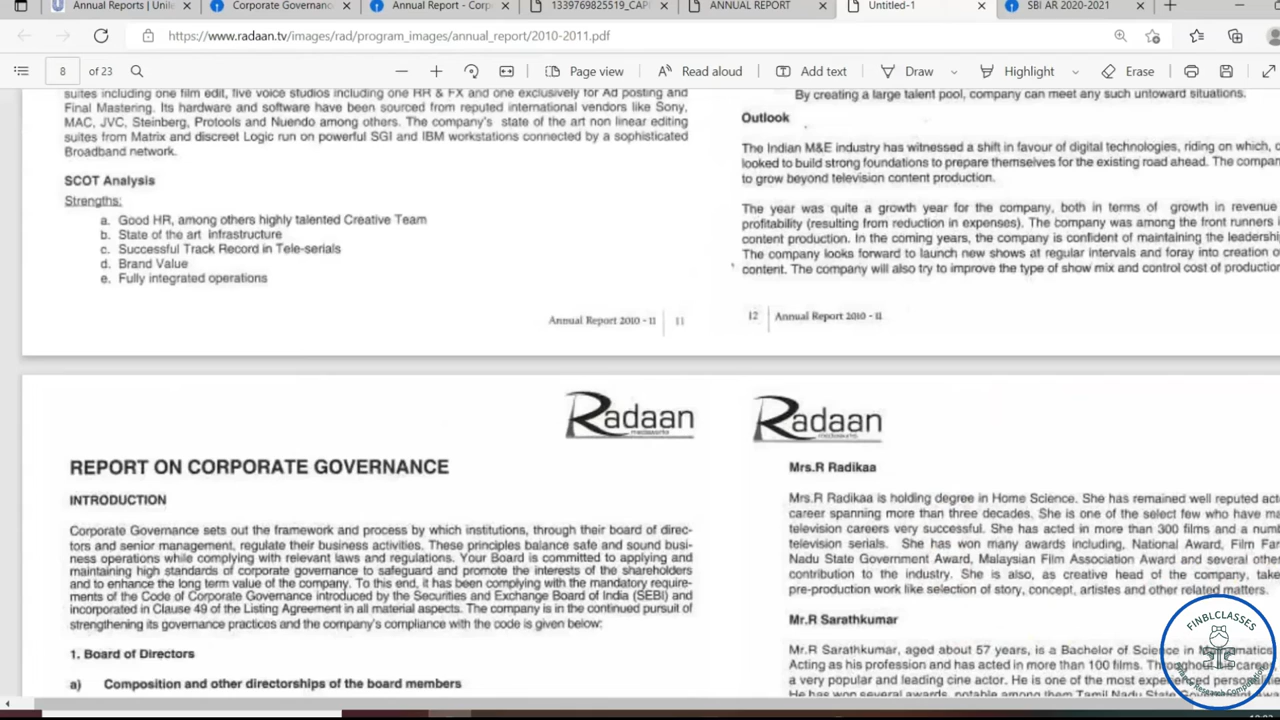 Annual Reports | Unile
Corporate Governanc
Annual Report - Corp
1339769825519_CAP
ANNUAL REPORT
Untitled-1
SBI AR 2020-2021
https://www.radaan.tv/images/rad/program_images/annual_report/2010-2011.pdf
8 of 23
Page view
Read aloud
Add text
Draw
Highlight
Erase
suites including one film edit, five voice studios including one HR & FX and one exclusively for Ad posting and
Final Mastering. Its hardware and software have been sourced from reputed international vendors like Sony,
MAC, JVC, Steinberg, Protools and Nuendo among others. The company's state of the art non linear editing
suites from Matrix and discreet Logic run on powerful SGI and IBM workstations connected by a sophisticated
Broadband network.
SCOT Analysis
Strengths:
a. Good HR, among others highly talented Creative Team
b. State of the art infrastructure
c. Successful Track Record in Tele-serials
d. Brand Value
e. Fully integrated operations
Annual Report 2010 - 11 11
By creating a large talent pool, company can meet any such untoward situations.
Outlook
The Indian M&E industry has witnessed a shift in favour of digital technologies, riding on which, c
looked to build strong foundations to prepare themselves for the existing road ahead. The compan
to grow beyond television content production.
The year was quite a growth year for the company, both in terms of growth in revenue
profitability (resulting from reduction in expenses). The company was among the front runners i
content production. In the coming years, the company is confident of maintaining the leadershi
The company looks forward to launch new shows at regular intervals and foray into creation o
content. The company will also try to improve the type of show mix and control cost of production
12 Annual Report 2010 - 11
Radaan
mediaworks
REPORT ON CORPORATE GOVERNANCE
INTRODUCTION
Corporate Governance sets out the framework and process by which institutions, through their board of direc-
tors and senior management, regulate their business activities. These principles balance safe and sound busi-
ness operations while complying with relevant laws and regulations. Your Board is committed to applying and
maintaining high standards of corporate governance to safeguard and promote the interests of the shareholders
and to enhance the long term value of the company. To this end, it has been complying with the mandatory require-
ments of the Code of Corporate Governance introduced by the Securities and Exchange Board of India (SEBI) and
incorporated in Clause 49 of the Listing Agreement in all material aspects. The company is in the continued pursuit of
strengthening its governance practices and the company's compliance with the code is given below:
1. Board of Directors
a) Composition and other directorships of the board members
Radaan
mediaworks
Mrs.R Radikaa
Mrs.R Radikaa is holding degree in Home Science. She has remained well reputed act
career spanning more than three decades. She is one of the select few who have ma
television careers very successful. She has acted in more than 300 films and a num
television serials. She has won many awards including, National Award, Film Far
Nadu State Government Award, Malaysian Film Association Award and several othe
contribution to the industry. She is also, as creative head of the company, take
pre-production work like selection of story, concept, artistes and other related matters.
Mr.R Sarathkumar
Mr.R Sarathkumar, aged about 57 years, is a Bachelor of Science in M matics
Acting as his profession and has acted in more than 100 films. Throughout his career,
a very popular and leading cine actor. He is one of the most experienced personali
He has won several awards, notable among them Tamil Nadu State Gov
FINBLCLASSES